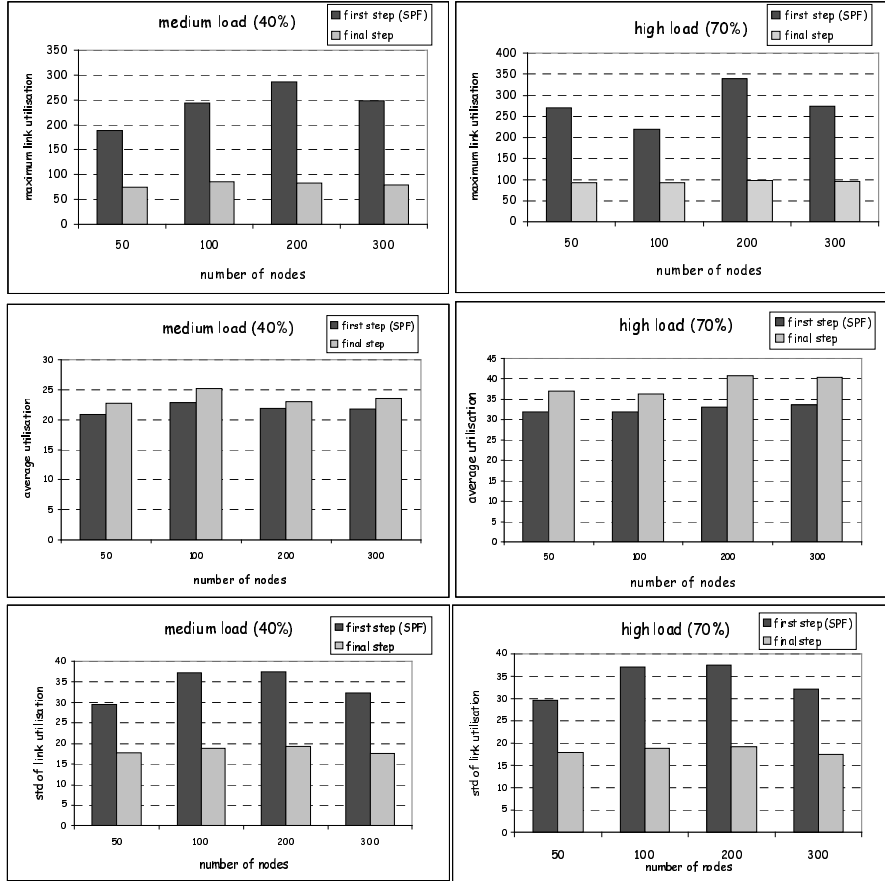 medium load (40%)
first step (SPF)
final step
maximum link utilisation
350
300
250
200
150
100
50
0
50 100 200 300
number of nodes
high load (70%)
first step (SPF)
final step
maximum link utilisation
400
350
300
250
200
150
100
50
0
50 100 200 300
number of nodes
medium load (40%)
first step (SPF)
final step
average utilisation
30
25
20
15
10
5
0
50 100 200 300
number of nodes
high load (70%)
first step (SPF)
final step
average utilisation
45
40
35
30
25
20
15
10
5
0
50 100 200 300
number of nodes
medium load (40%)
first step (SPF)
final step
std of link utilisation
40
35
30
25
20
15
10
5
0
50 100 200 300
number of nodes
high load (70%)
first step (SPF)
final step
std of link utilisation
40
35
30
25
20
15
10
5
0
50 100 200 300
number of nodes